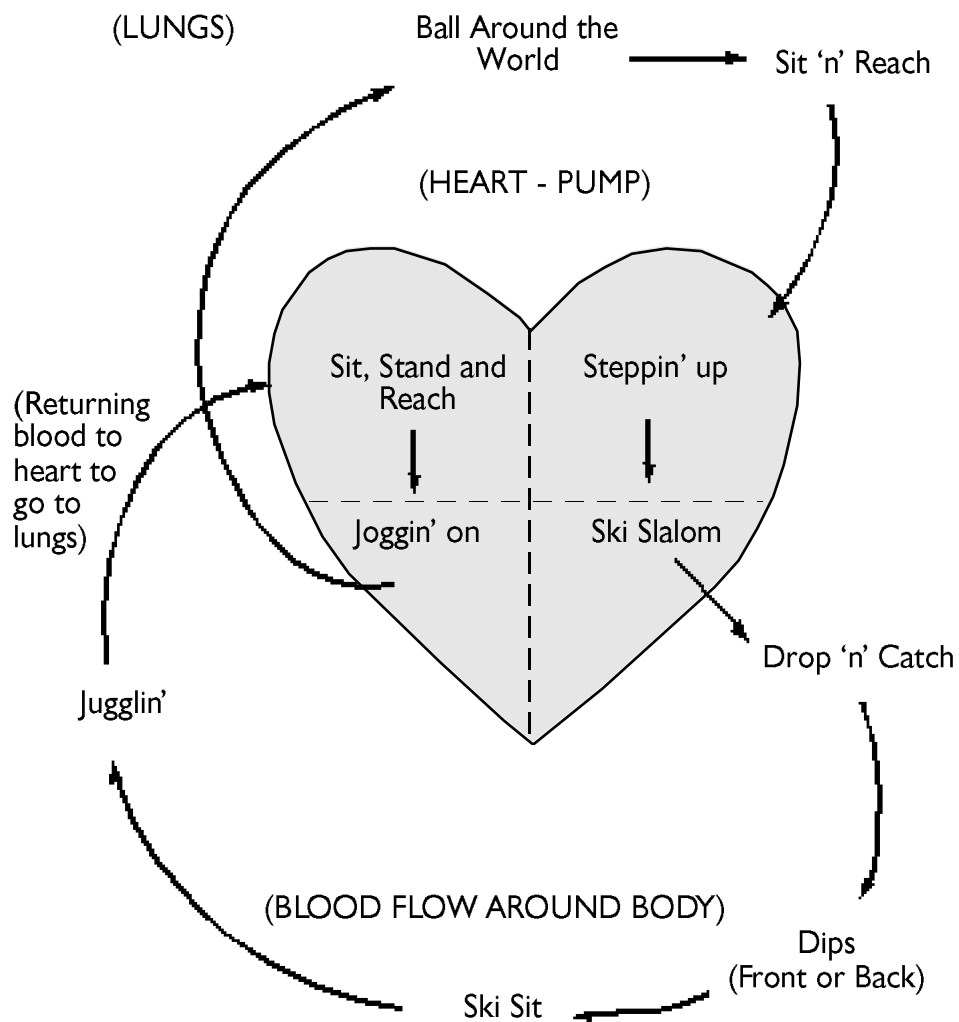 (LUNGS)
Ball Around the
World
Sit ‘n’ Reach
(HEART - PUMP)
Sit, Stand and
Reach
Steppin’ up
(Returning
blood to
heart to
go to
lungs)
Joggin’ on
Ski Slalom
Drop ‘n’ Catch
Jugglin’
(BLOOD FLOW AROUND BODY)
Dips
(Front or Back)
Ski Sit